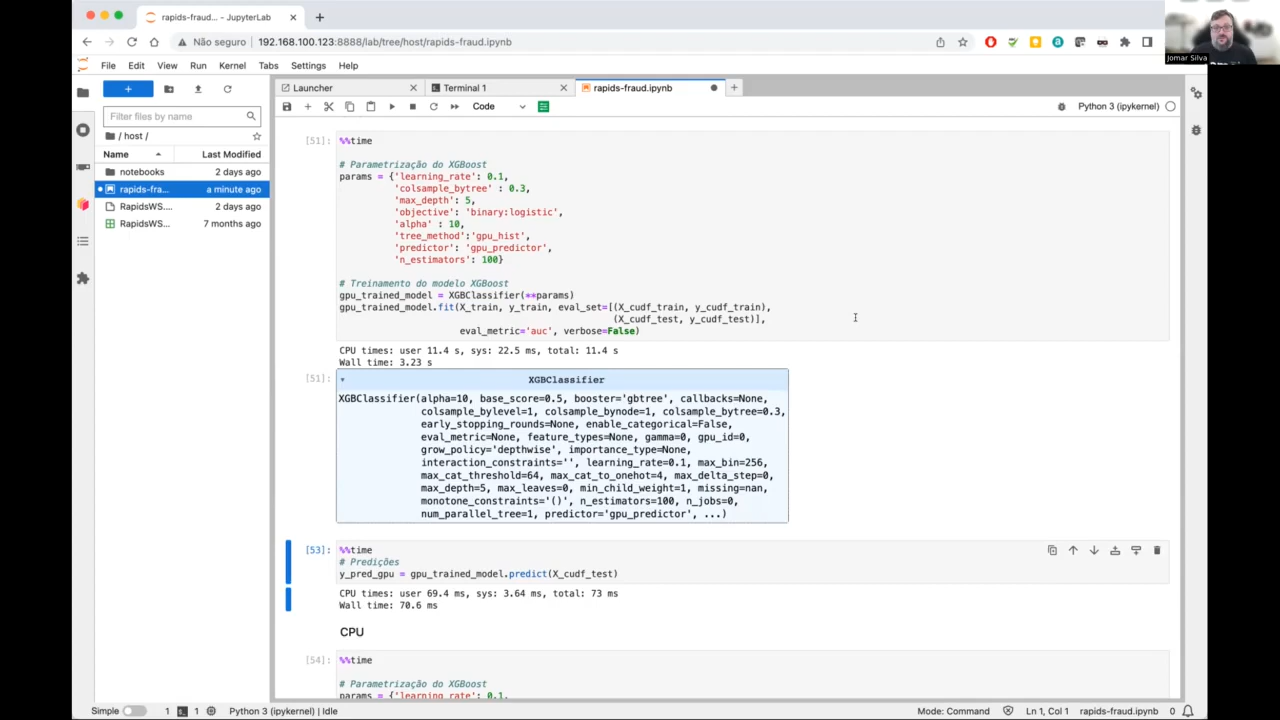 rapids-fraud... - JupyterLab
Não seguro
192.168.100.123:8888/lab/tree/host/rapids-fraud.ipynb
Jomar Silva
File Edit View Run Kernel Tabs Settings Help
Launcher
Terminal 1
rapids-fraud.ipynb
Filter files by name
/ host /
Name
Last Modified
notebooks 2 days ago
rapids-fra... a minute ago
RapidsWS.... 2 days ago
RapidsWS... 7 months ago
Code
Python 3 (ipykernel)
[51]:
%%time
# Parametrização do XGBoost
params = {'learning_rate': 0.1,
'colsample_bytree' : 0.3,
'max_depth': 5,
'objective': 'binary:logistic',
'alpha' : 10,
'tree_method':'gpu_hist',
'predictor': 'gpu_predictor',
'n_estimators': 100}
# Treinamento do modelo XGBoost
gpu_trained_model = XGBClassifier(**params)
gpu_trained_model.fit(X_train, y_train, eval_set=[(X_cudf_train, y_cudf_train),
(X_cudf_test, y_cudf_test)],
eval_metric='auc', verbose=False)
CPU times: user 11.4 s, sys: 22.5 ms, total: 11.4 s
Wall time: 3.23 s
[51]:
XGBClassifier
XGBClassifier(alpha=10, base_score=0.5, booster='gbtree', callbacks=None,
colsample_bylevel=1, colsample_bynode=1, colsample_bytree=0.3,
early_stopping_rounds=None, enable_categorical=False,
eval_metric=None, feature_types=None, gamma=0, gpu_id=0,
grow_policy='depthwise', importance_type=None,
interaction_constraints='', learning_rate=0.1, max_bin=256,
max_cat_threshold=64, max_cat_to_onehot=4, max_delta_step=0,
max_depth=5, max_leaves=0, min_child_weight=1, missing=nan,
monotone_constraints='()', n_estimators=100, n_jobs=0,
num_parallel_tree=1, predictor='gpu_predictor', ...)
[53]:
%%time
# Predições
y_pred_gpu = gpu_trained_model.predict(X_cudf_test)
CPU times: user 69.4 ms, sys: 3.64 ms, total: 73 ms
Wall time: 70.6 ms
CPU
[54]:
%%time
# Parametrização do XGBoost
params = {'learning_rate': 0.1,
Simple 1 1 Python 3 (ipykernel) | Idle Mode: Command Ln 1, Col 1 rapids-fraud.ipynb 0